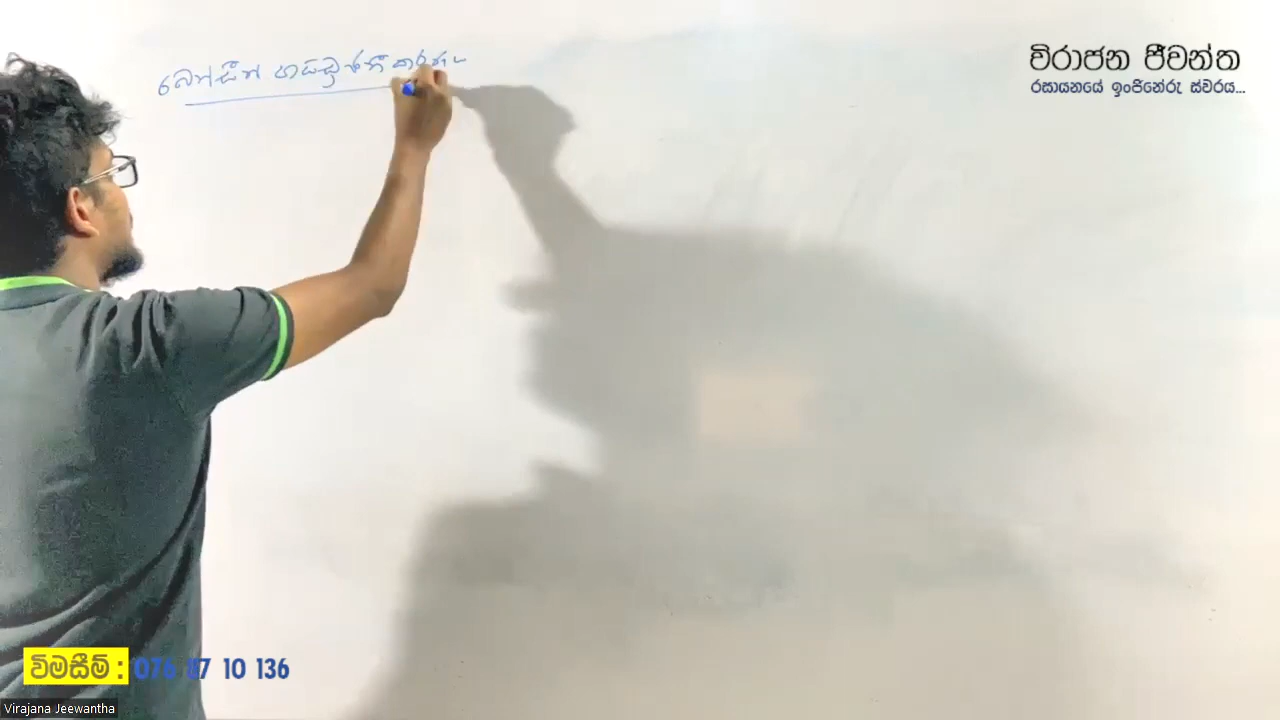 බෙන්සීන් හයිඩ්‍රජනීකරණය
විරාජන ජීවන්ත
රසායනයේ ඉංජිනේරු ස්වරය...
විමසීම් : 076 87 10 136
Virajana Jeewantha